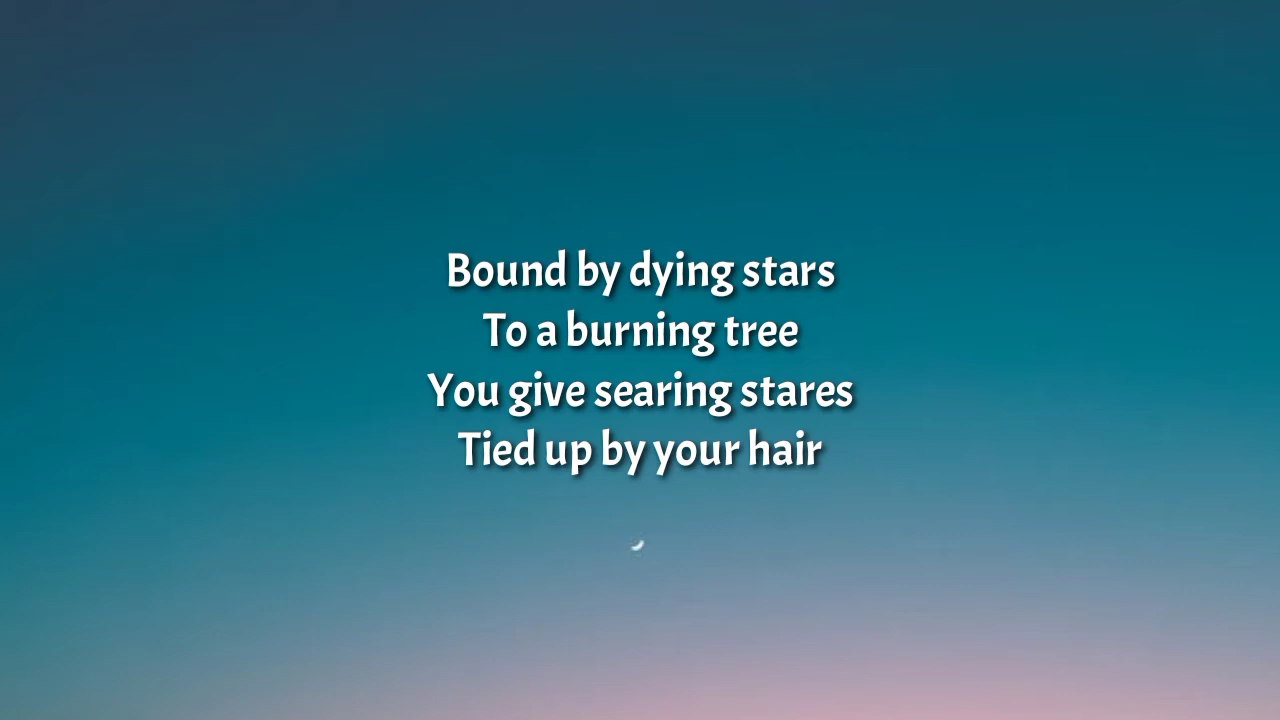 Bound by dying stars
To a burning tree
You give searing stares
Tied up by your hair